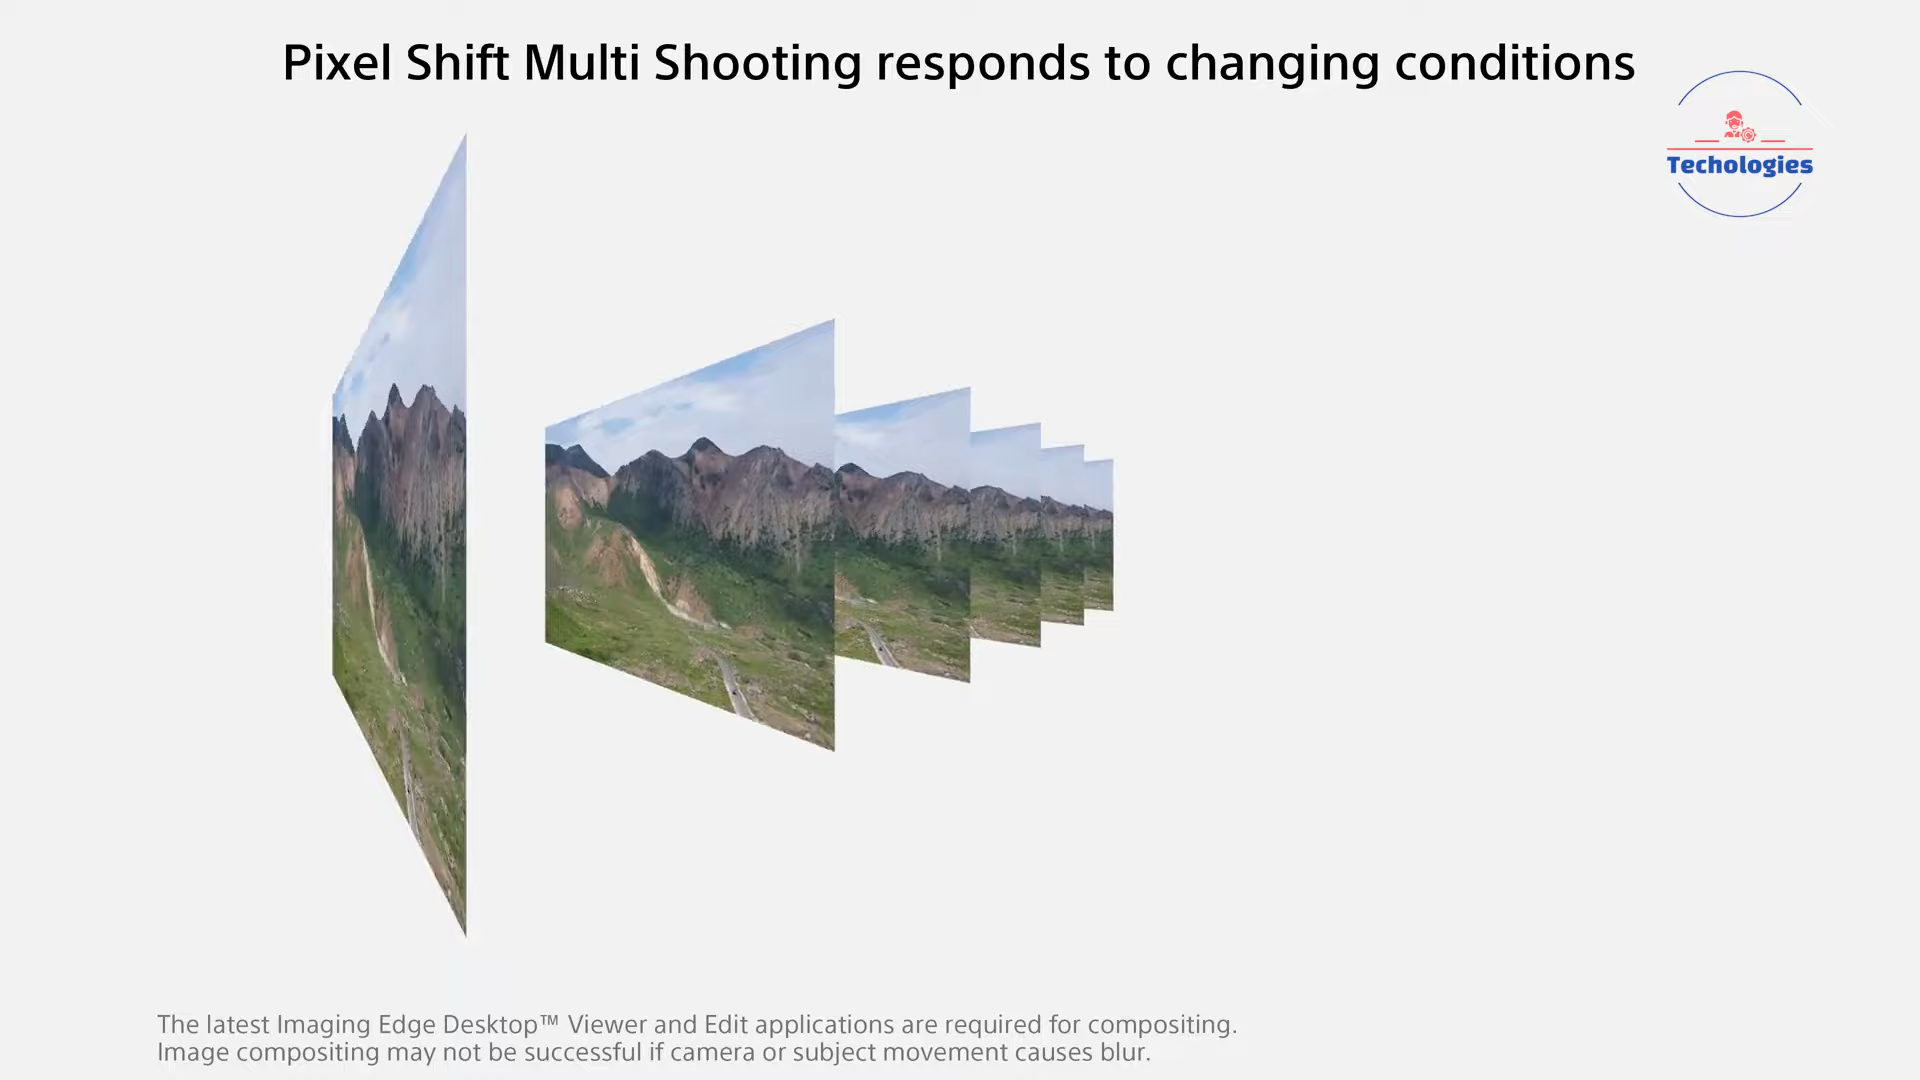 Pixel Shift Multi Shooting responds to changing conditions
Techologies
The latest Imaging Edge Desktop™ Viewer and Edit applications are required for compositing.
Image compositing may not be successful if camera or subject movement causes blur.